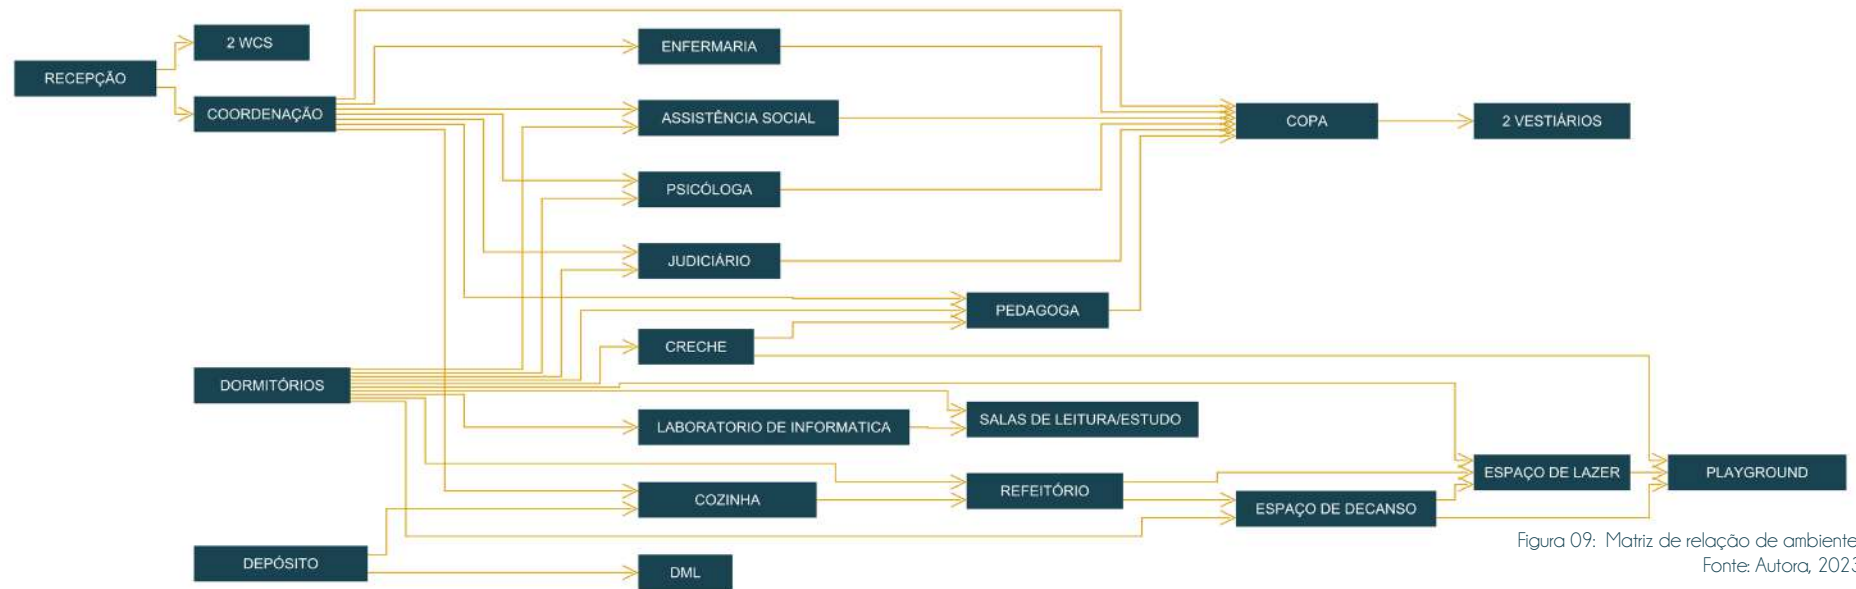 RECEPÇÃO
2 WCS
COORDENAÇÃO
ENFERMARIA
ASSISTÊNCIA SOCIAL
PSICÓLOGA
JUDICIÁRIO
COPA
2 VESTIÁRIOS
PEDAGOGA
CRECHE
DORMITÓRIOS
LABORATORIO DE INFORMATICA
SALAS DE LEITURA/ESTUDO
COZINHA
REFEITÓRIO
ESPAÇO DE DECANSO
ESPAÇO DE LAZER
PLAYGROUND
DEPÓSITO
DML
Figura 09: Matriz de relação de ambiente
Fonte: Autora, 2023